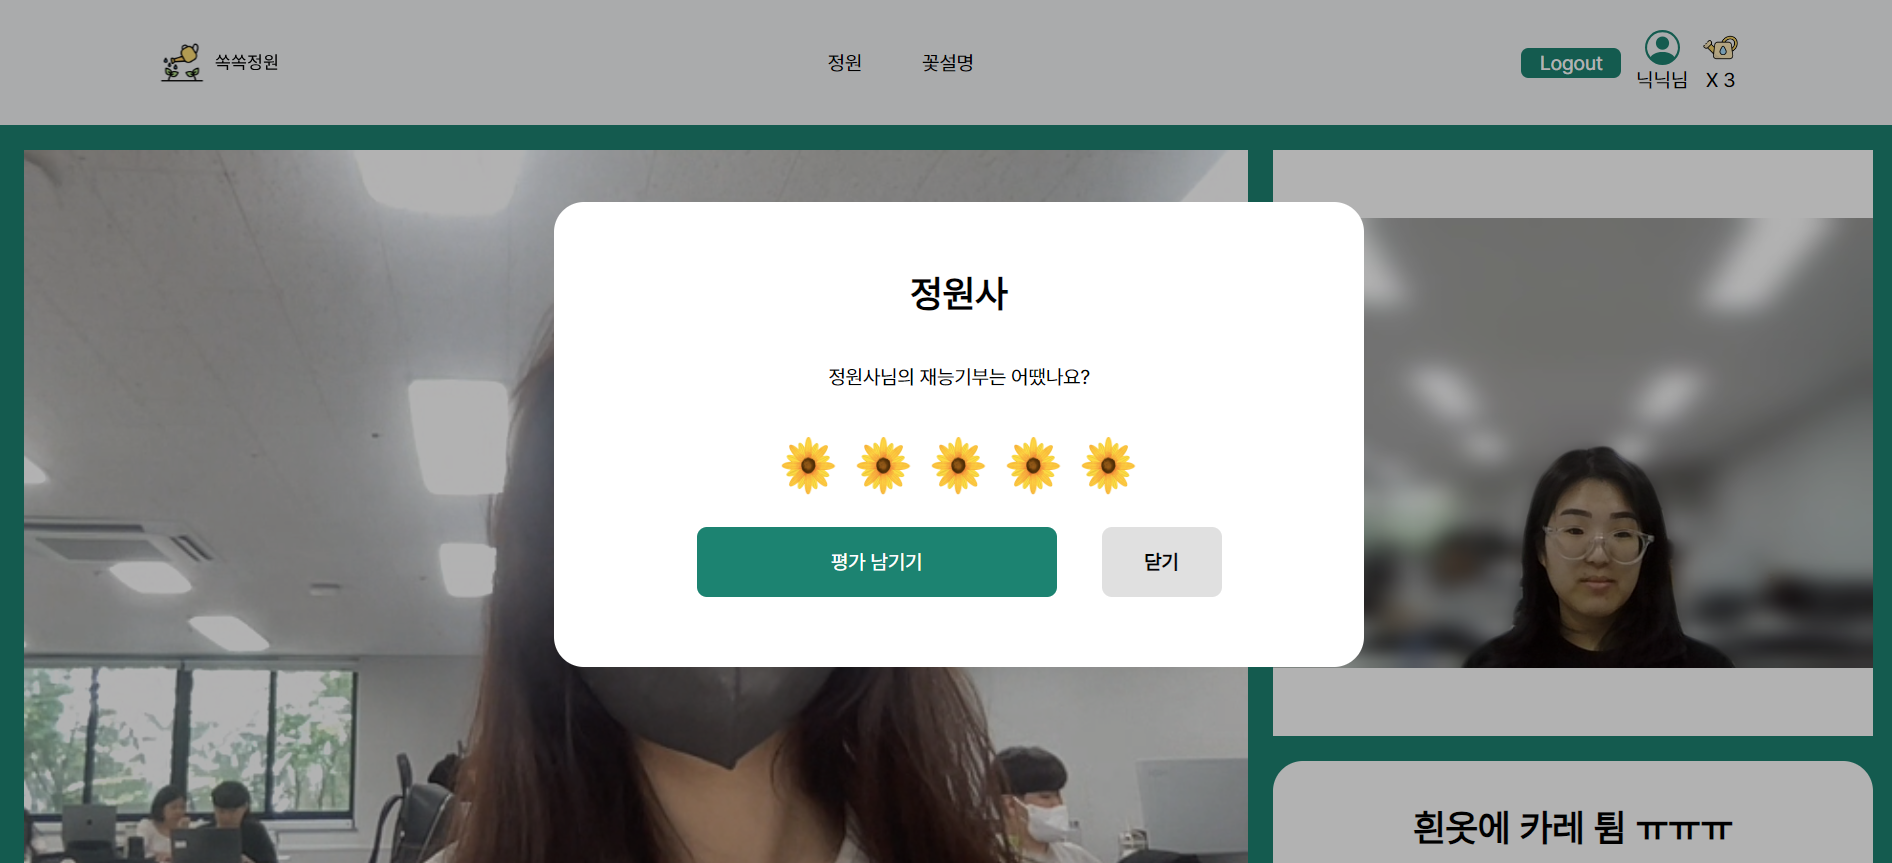 쏙쏙정원
정원
꽃설명
Logout
닉닉님
X 3
정원사
정원사님의 재능기부는 어땠나요?
평가 남기기
닫기
흰옷에 카레 튐 ㅠㅠㅠ